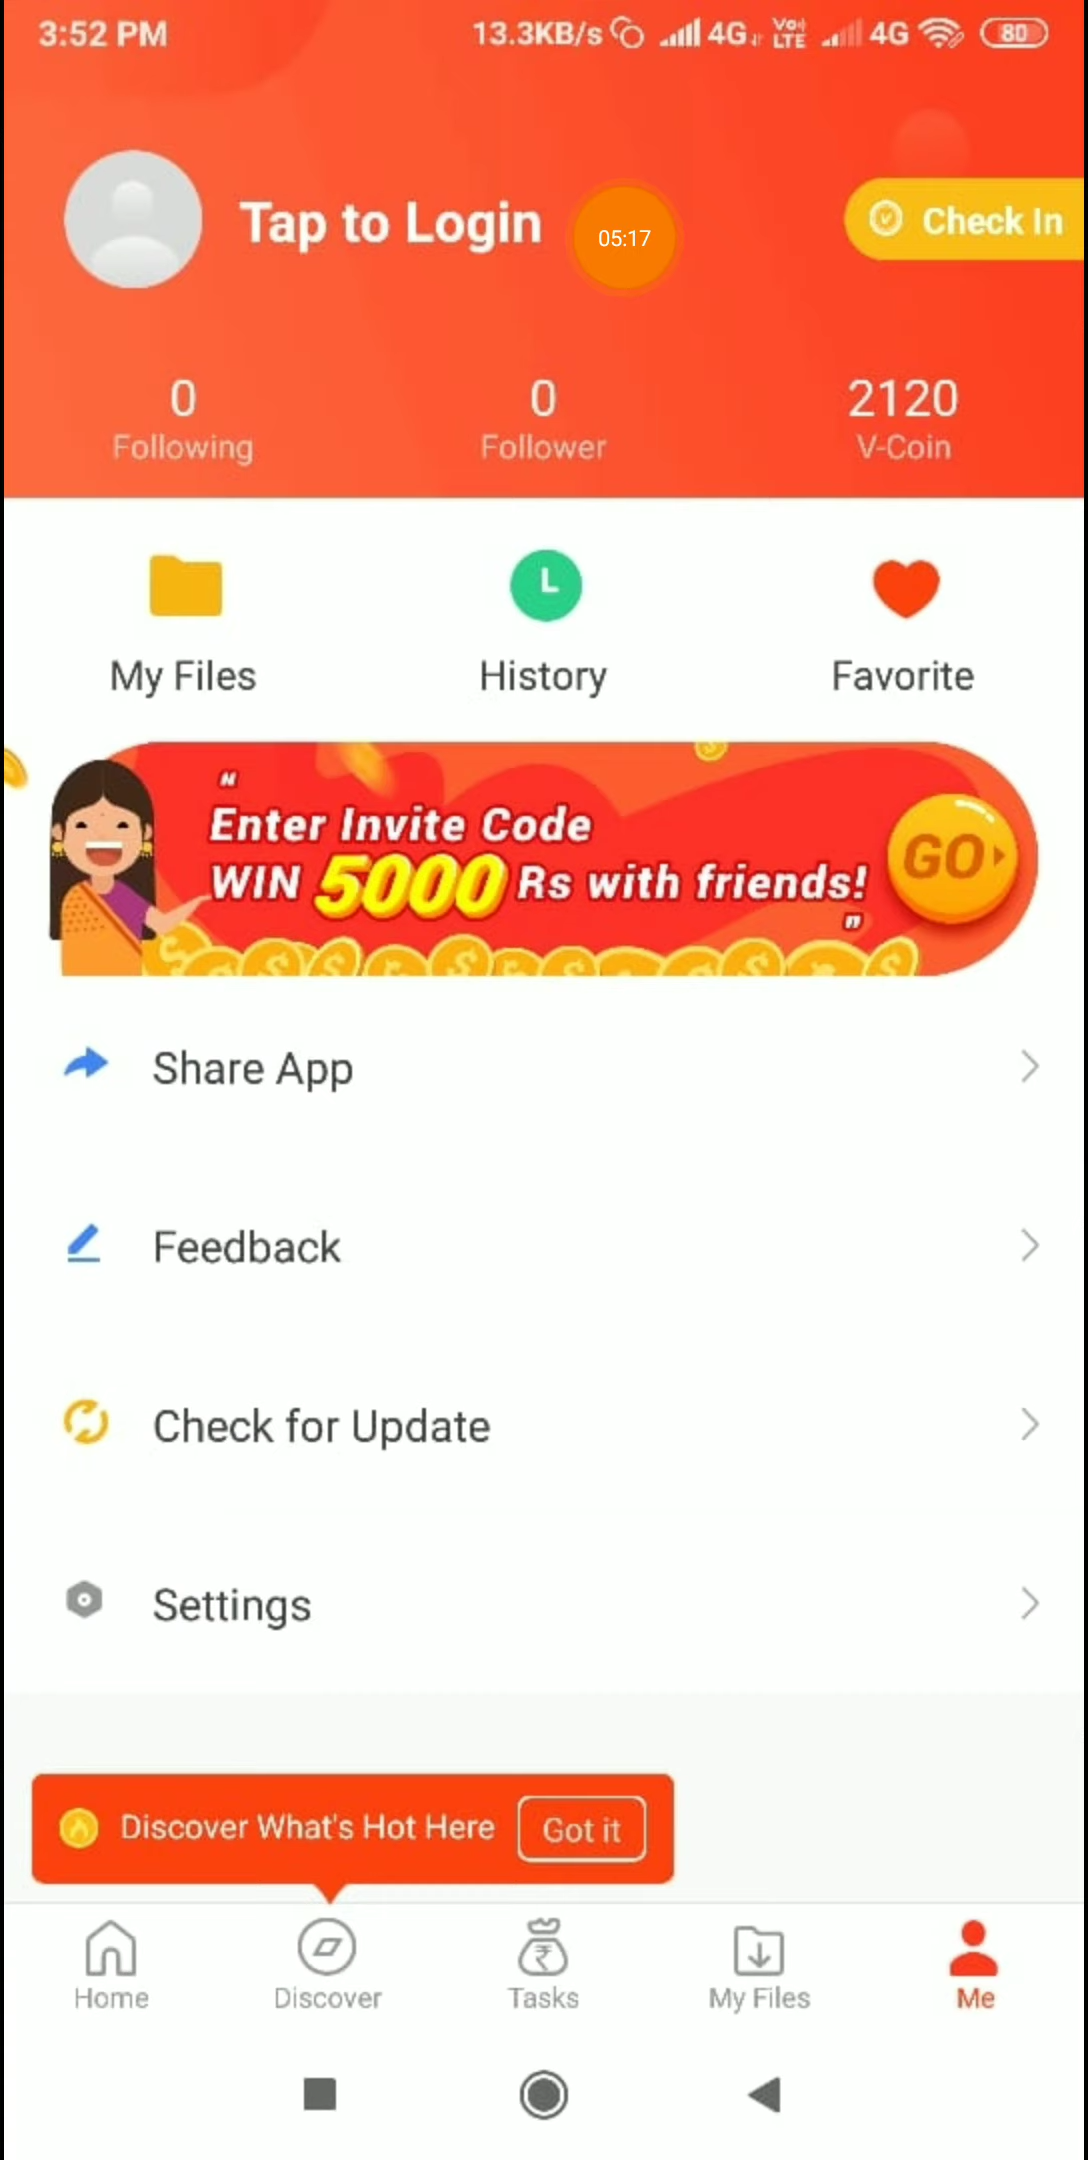 3:52 PM 13.3KB/s 4G Vo LTE 4G 80
Tap to Login 05:17 Check In
0 0 2120
Following Follower V-Coin
My Files History Favorite
"
Enter Invite Code
WIN 5000 Rs with friends! GO
"
Share App
Feedback
Check for Update
Settings
Discover What's Hot Here Got it
Home Discover Tasks My Files Me